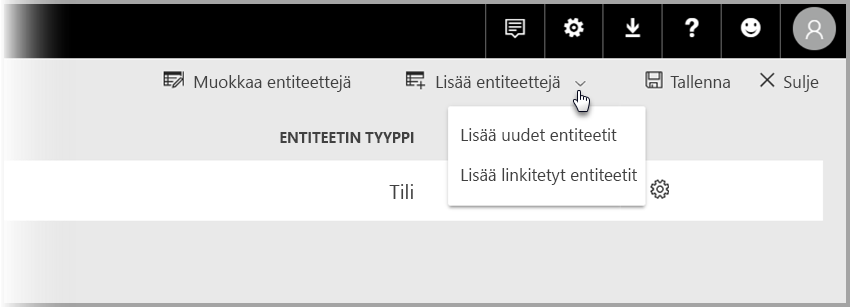 Muokkaa entiteettejä Lisää entiteettejä Tallenna Sulje
ENTITEETIN TYYPPI
Lisää uudet entiteetit
Lisää linkitetyt entiteetit
Tili